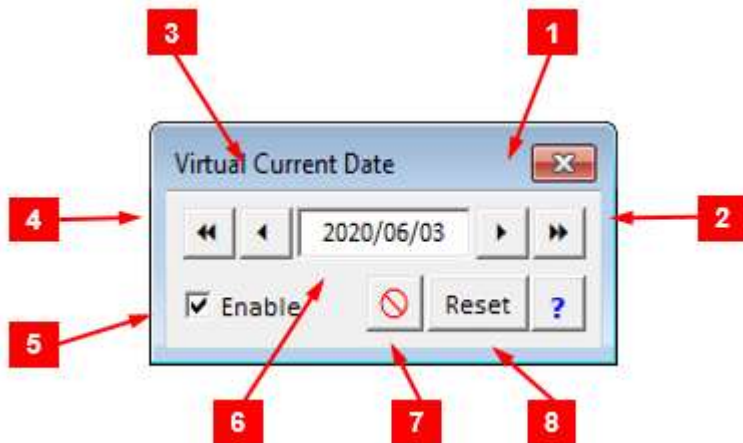 3 1
Virtual Current Date
4 2020/06/03 2
Enable Reset ?
5
6 7 8